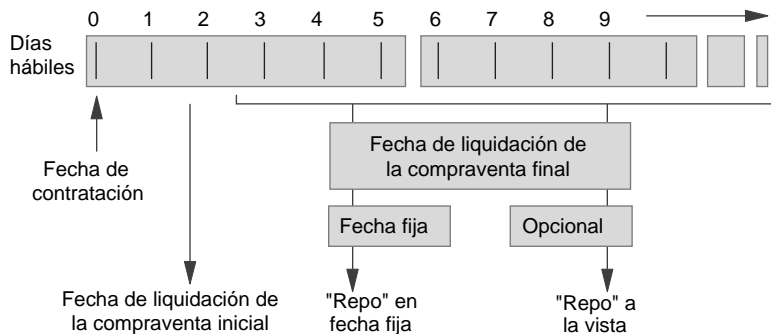 0 1 2 3 4 5 6 7 8 9
Días
hábiles
Fecha de
contratación
Fecha de liquidación de
la compraventa final
Fecha fija
Opcional
Fecha de liquidación de
la compraventa inicial
"Repo" en
fecha fija
"Repo" a
la vista